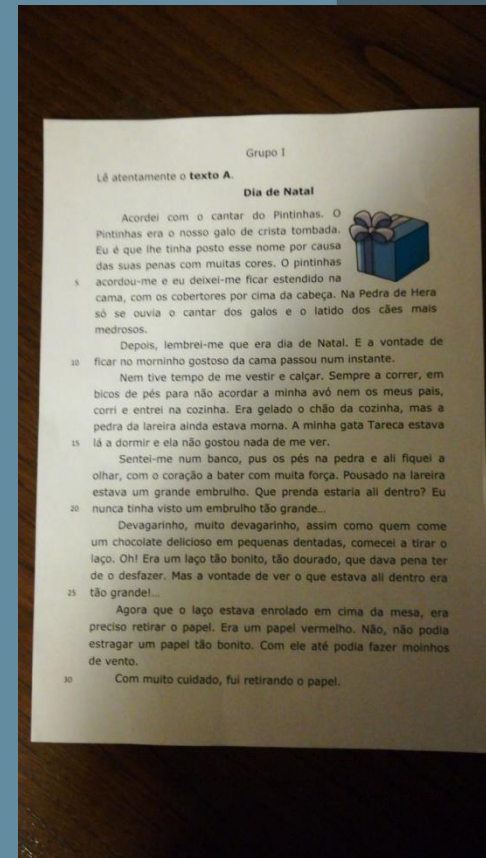 Grupo I
Lê atentamente o texto A.
Dia de Natal
Acordei com o cantar do Pintinhas. O
Pintinhas era o nosso galo de crista tombada.
Eu é que lhe tinha posto esse nome por causa
das suas penas com muitas cores. O pintinhas
5 acordou-me e eu deixei-me ficar estendido na
cama, com os cobertores por cima da cabeça. Na Pedra de Hera
só se ouvia o cantar dos galos e o latido dos cães mais
medrosos.
Depois, lembrei-me que era dia de Natal. E a vontade de
10 ficar no morninho gostoso da cama passou num instante.
Nem tive tempo de me vestir e calçar. Sempre a correr, em
bicos de pés para não acordar a minha avó nem os meus pais,
corri e entrei na cozinha. Era gelado o chão da cozinha, mas a
pedra da lareira ainda estava morna. A minha gata Tareca estava
15 lá a dormir e ela não gostou nada de me ver.
Sentei-me num banco, pus os pés na pedra e ali fiquei a
olhar, com o coração a bater com muita força. Pousado na lareira
estava um grande embrulho. Que prenda estaria ali dentro? Eu
20 nunca tinha visto um embrulho tão grande...
Devagarinho, muito devagarinho, assim como quem come
um chocolate delicioso em pequenas dentadas, comecei a tirar o
laço. Oh! Era um laço tão bonito, tão dourado, que dava pena ter
de o desfazer. Mas a vontade de ver o que estava ali dentro era
25 tão grande!...
Agora que o laço estava enrolado em cima da mesa, era
preciso retirar o papel. Era um papel vermelho. Não, não podia
estragar um papel tão bonito. Com ele até podia fazer moinhos
de vento.
30 Com muito cuidado, fui retirando o papel.